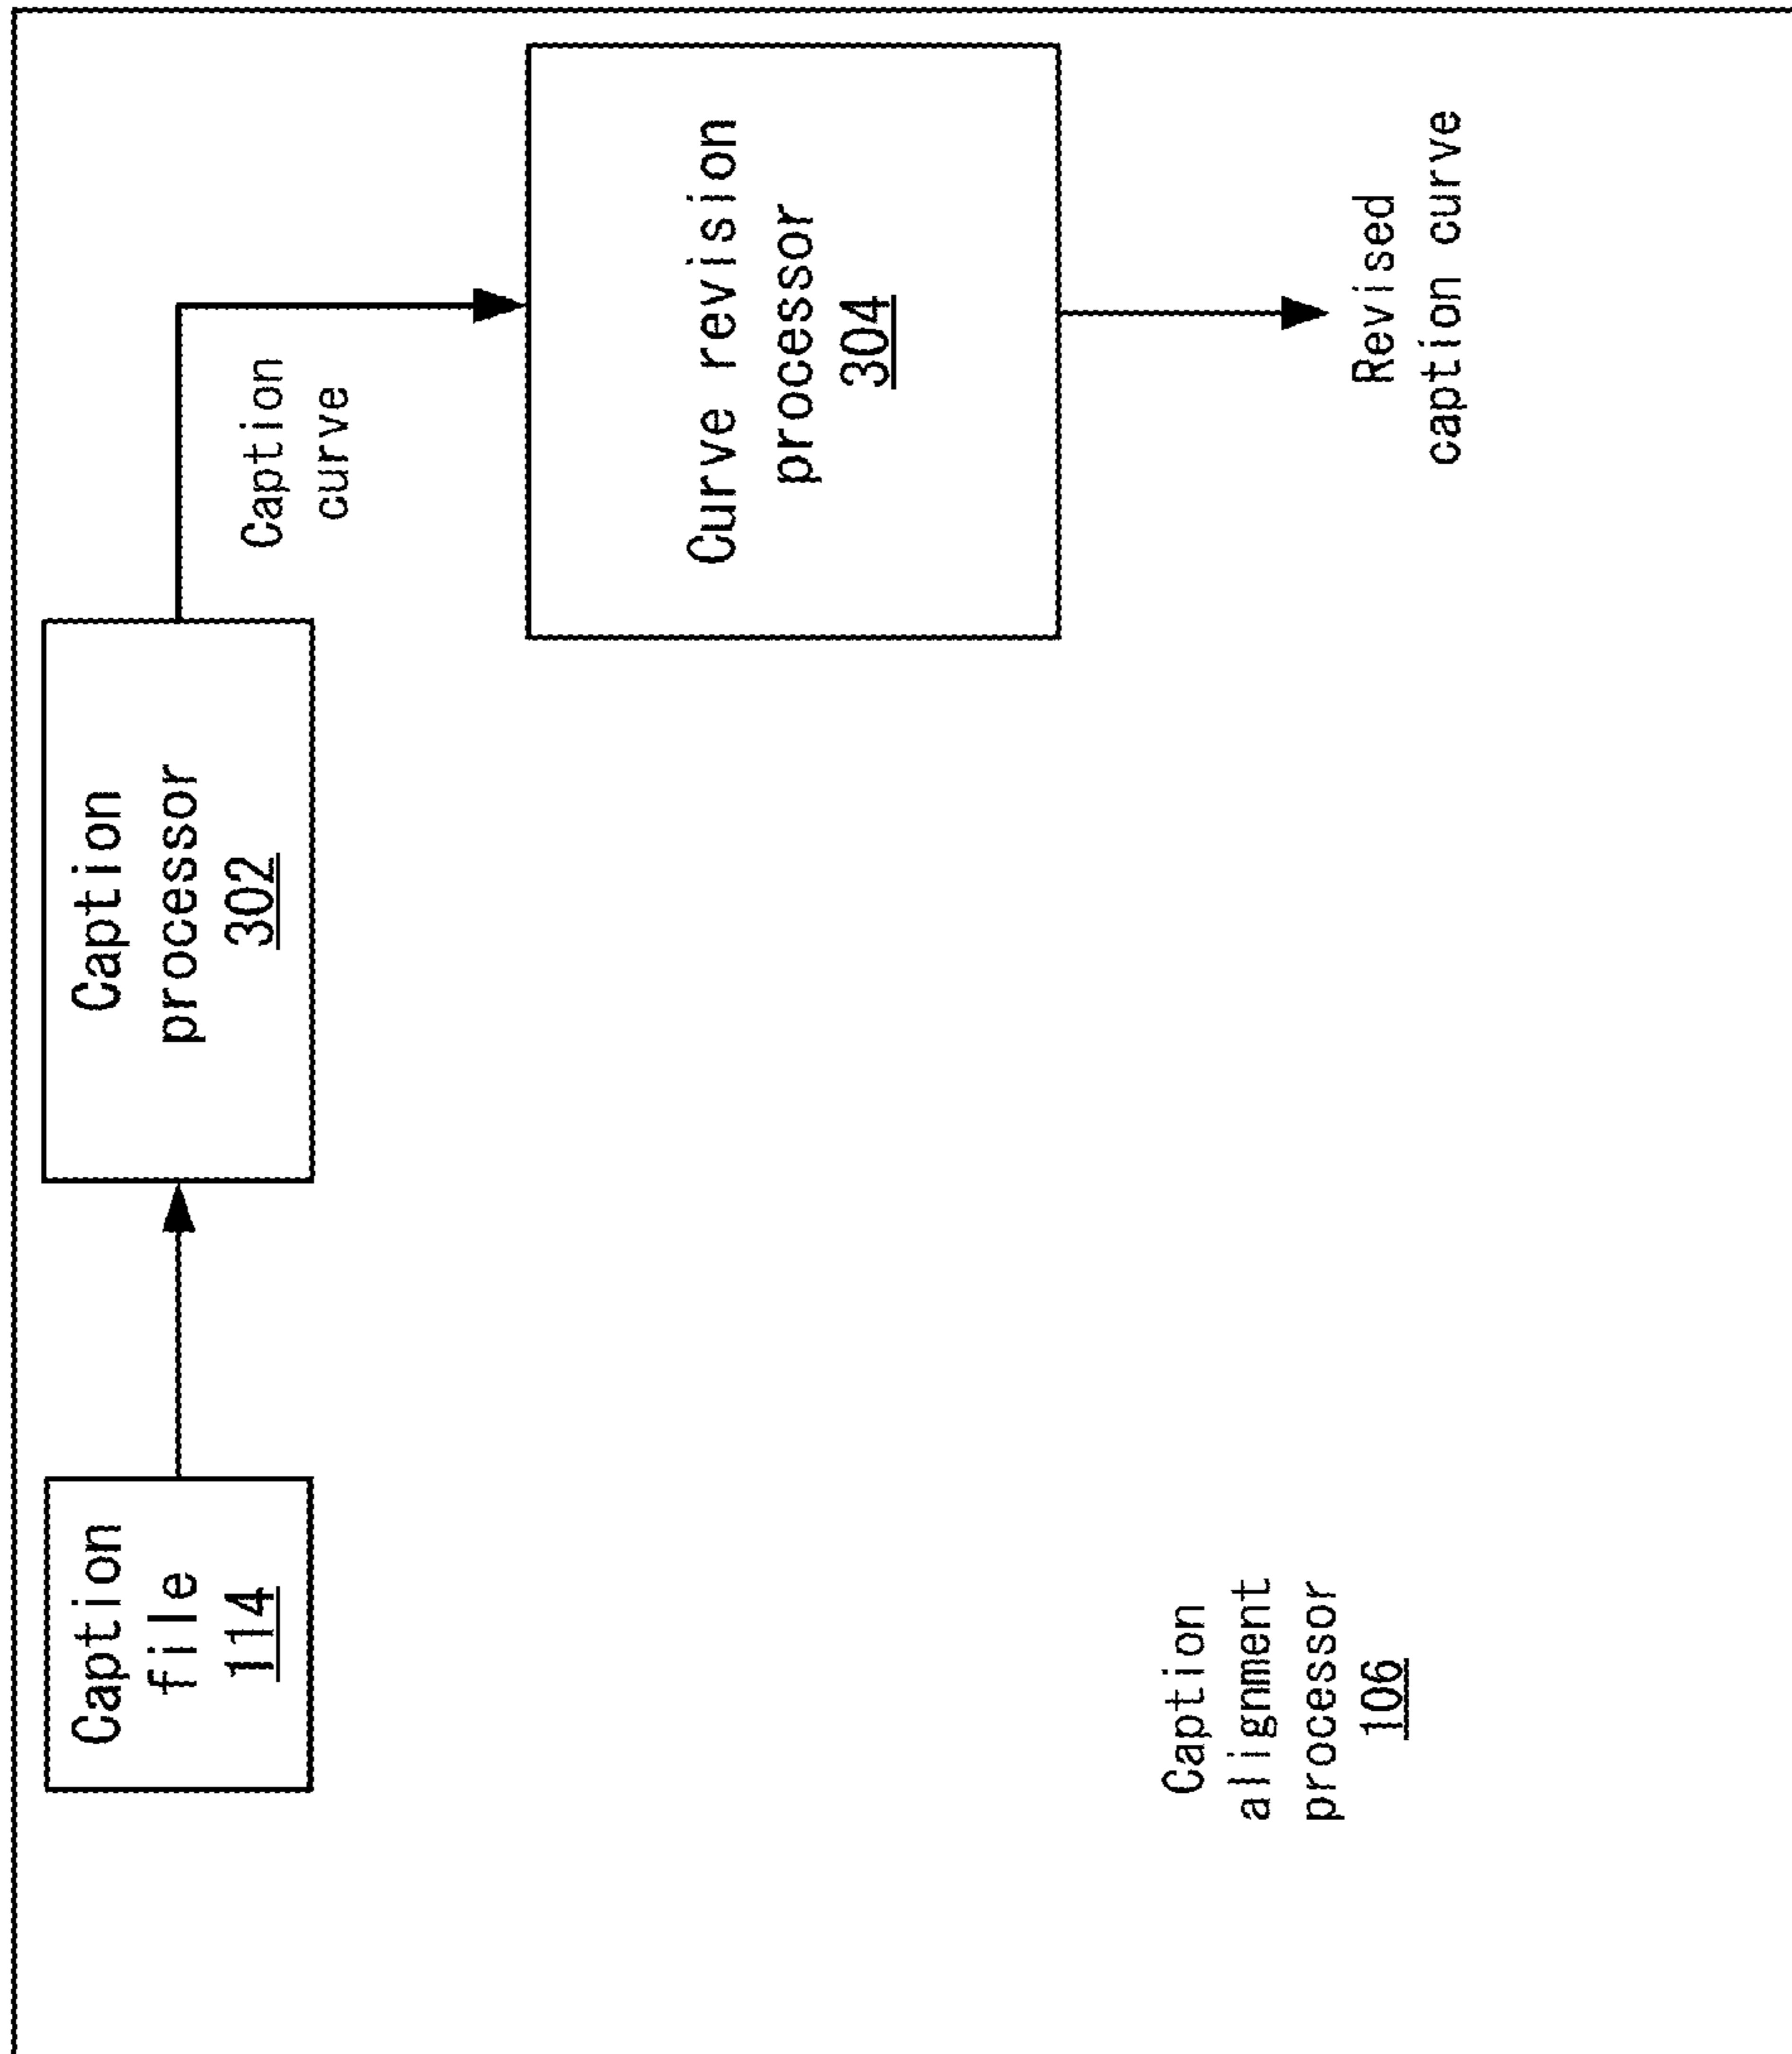 Caption
file
114
Caption
processor
302
Caption
curve
Curve revision
processor
304
Revised
caption curve
Caption
alignment
processor
106